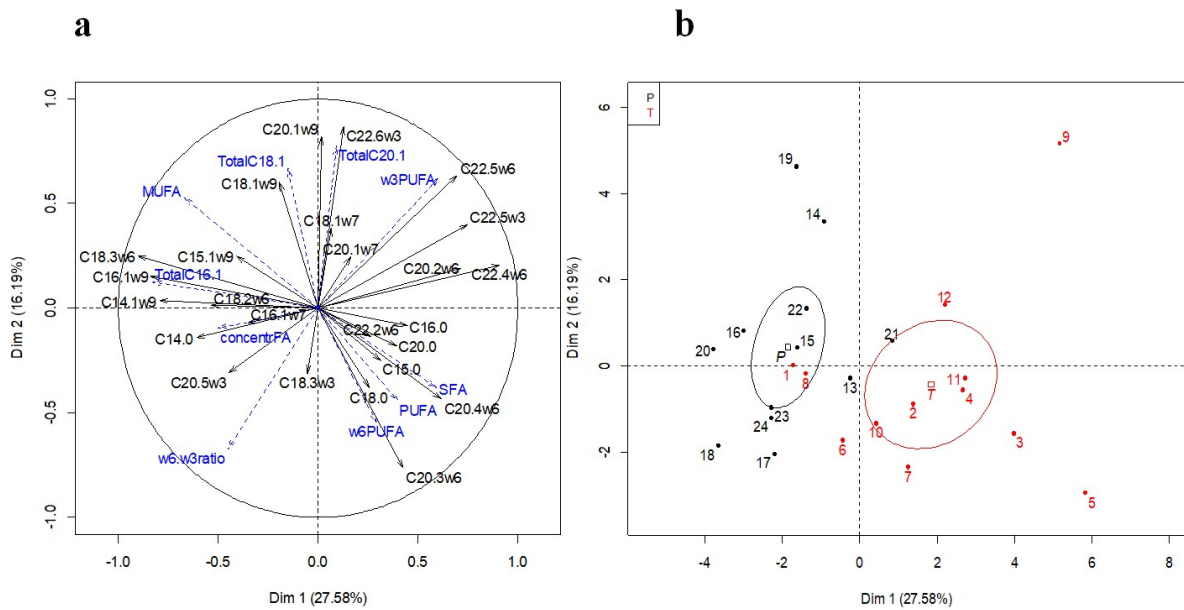 a
Dim 2 (16.19%)
1.0
0.5
0.0
-0.5
-1.0
C20.1w9
C22.6w3
TotalC20.1
TotalC18.1
C18.1w9
w3PUFA
C22.5w6
MUFA
C18.1w7
C22.5w3
C20.1w7
C18.3w6
C15.1w9
C16.1w9
TotalC16.1
C20.2w6
C22.4w6
C14.1w9
C18.2w6
C16.1w7
C14.0
concentrFA
C22.2w6
C16.0
C20.0
C15.0
C20.5w3
C18.3w3
C18.0
SFA
PUFA
C20.4w6
w6PUFA
w6.w3ratio
C20.3w6
-1.0 -0.5 0.0 0.5 1.0
Dim 1 (27.58%)
b
Dim 2 (16.19%)
6
4
2
0
-2
P
T
9
19
14
12
22
21
16
20
P
15
1
8
13
11
4
T
2
23
24
10
3
6
18
17
7
5
-4 -2 0 2 4 6 8
Dim 1 (27.58%)